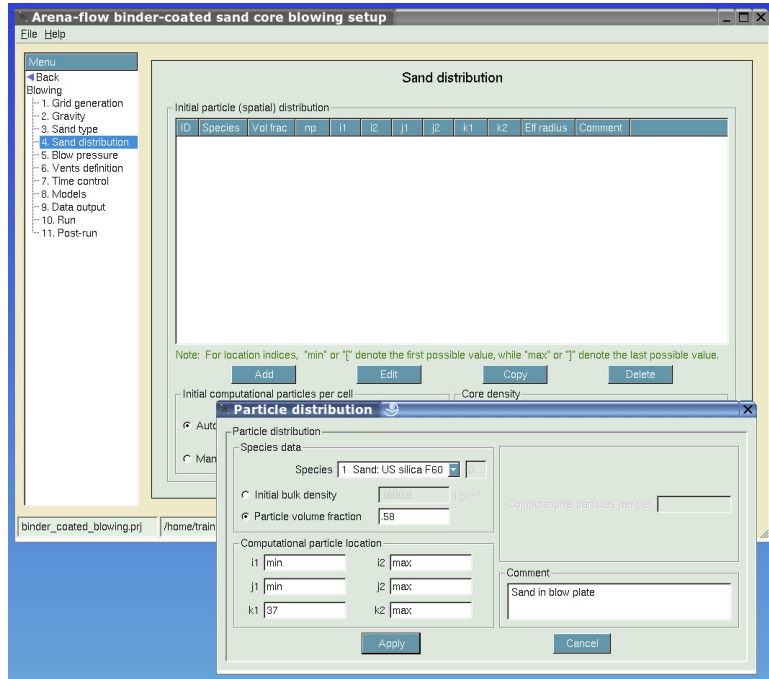 Arena-flow binder-coated sand core blowing setup
File Help
Menu
Back
Blowing
1. Grid generation
2. Gravity
3. Sand type
4. Sand distribution
5. Blow pressure
6. Vents definition
7. Time control
8. Models
9. Data output
10. Run
11. Post-run
Sand distribution
Initial particle (spatial) distribution
ID Species Vol frac np i1 i2 j1 j2 k1 k2 Eff radius Comment
Note: For location indices, "min" or "[" denote the first possible value, while "max" or "]" denote the last possible value.
Add Edit Copy Delete
Initial computational particles per cell Core density
Auto
Man
binder_coated_blowing.prj /home/train
Particle distribution
Particle distribution
Species data
Species 1 Sand: US silica F60 0
Initial bulk density 1600.8 kg/m³
Particle volume fraction .58
Computational particles per cell
Computational particle location
i1 min i2 max
j1 min j2 max
k1 37 k2 max
Comment
Sand in blow plate
Apply Cancel